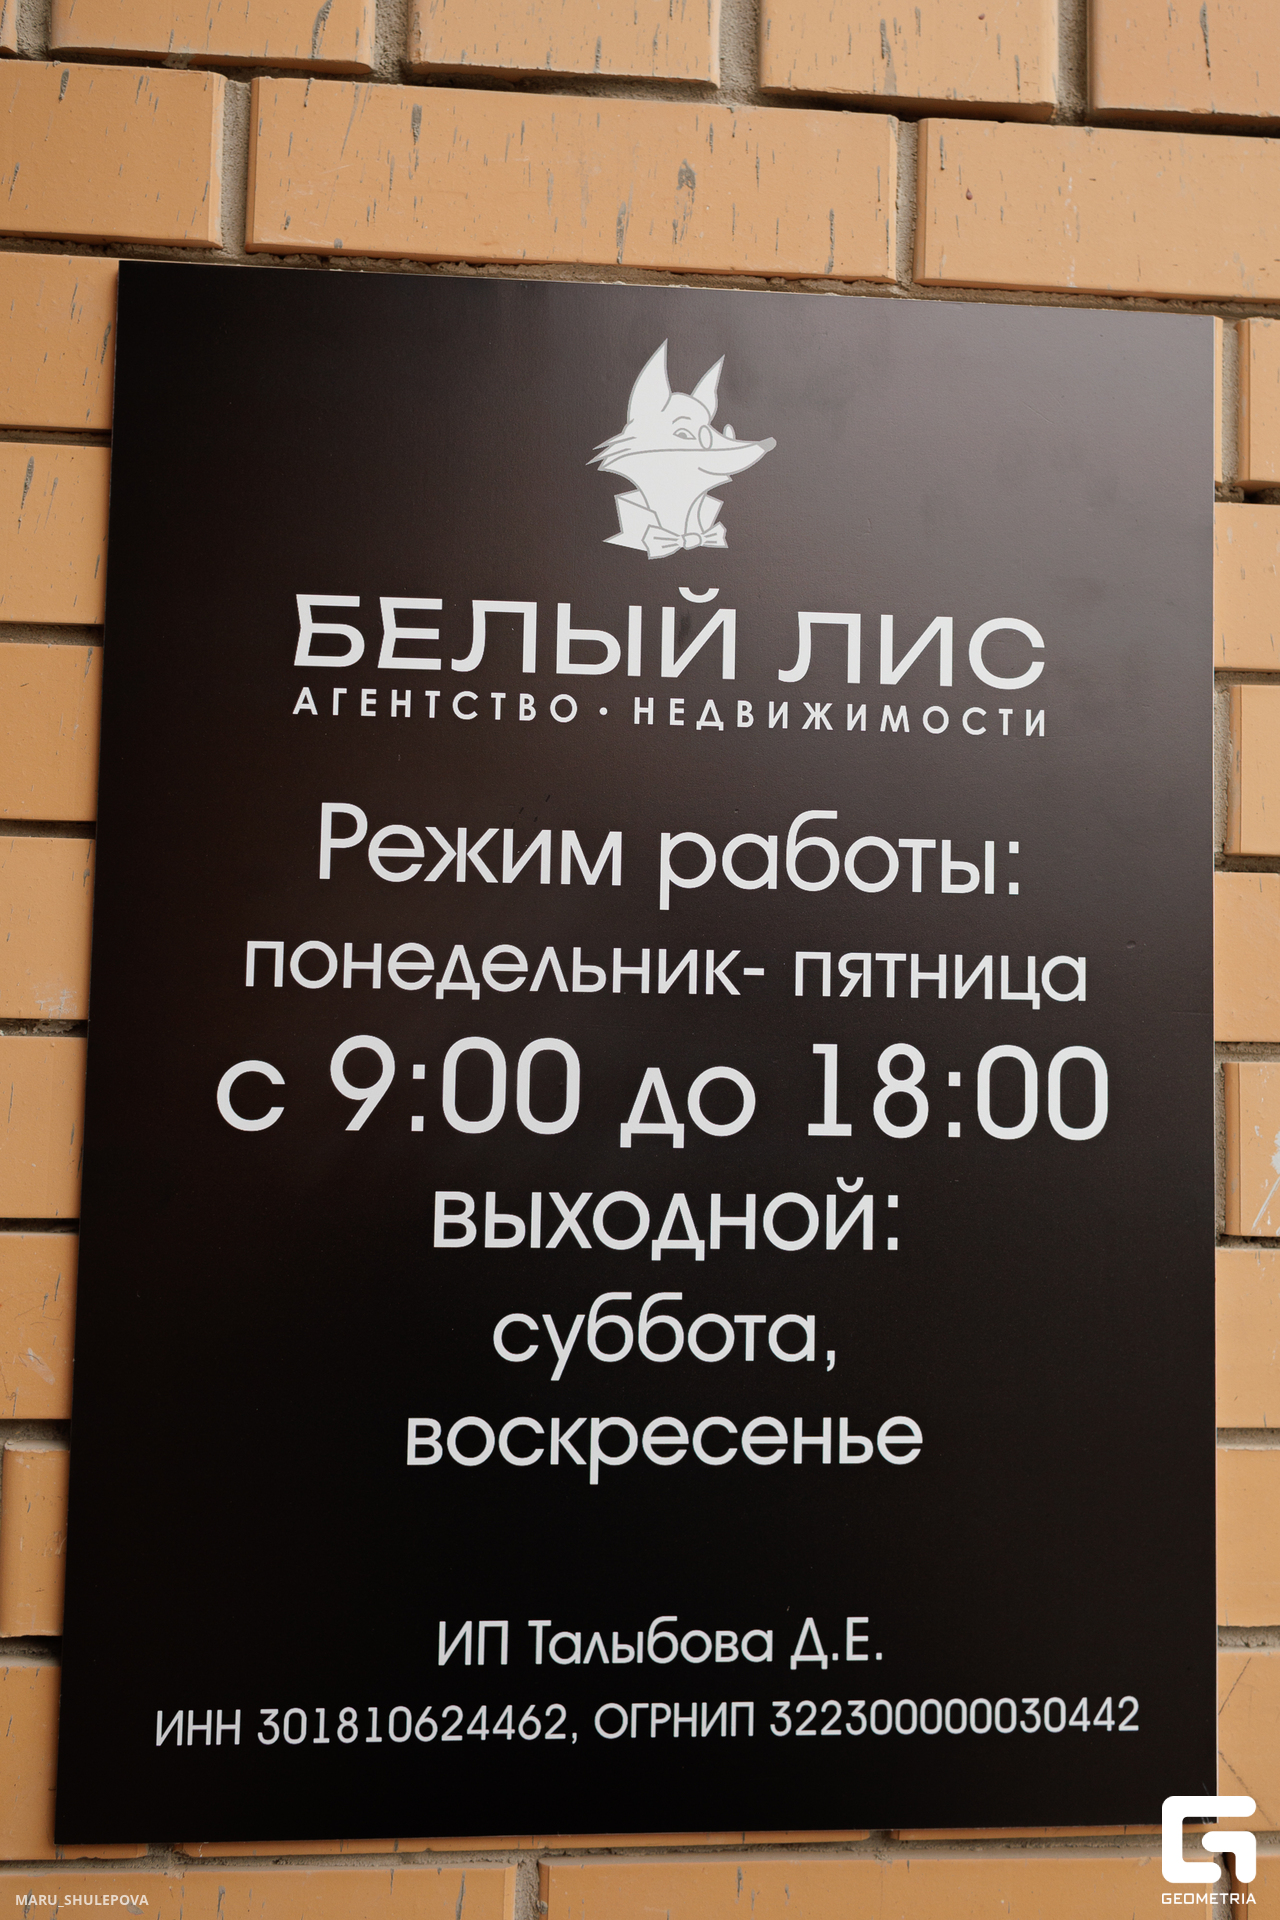 БЕЛЫЙ ЛИС
АГЕНТСТВО · НЕДВИЖИМОСТИ
Режим работы:
понедельник- пятница
с 9:00 до 18:00
выходной:
суббота,
воскресенье
ИП Талыбова Д.Е.
ИНН 301810624462, ОГРНИП 322300000030442
MARU_SHULEPOVA
GEOMETRIA